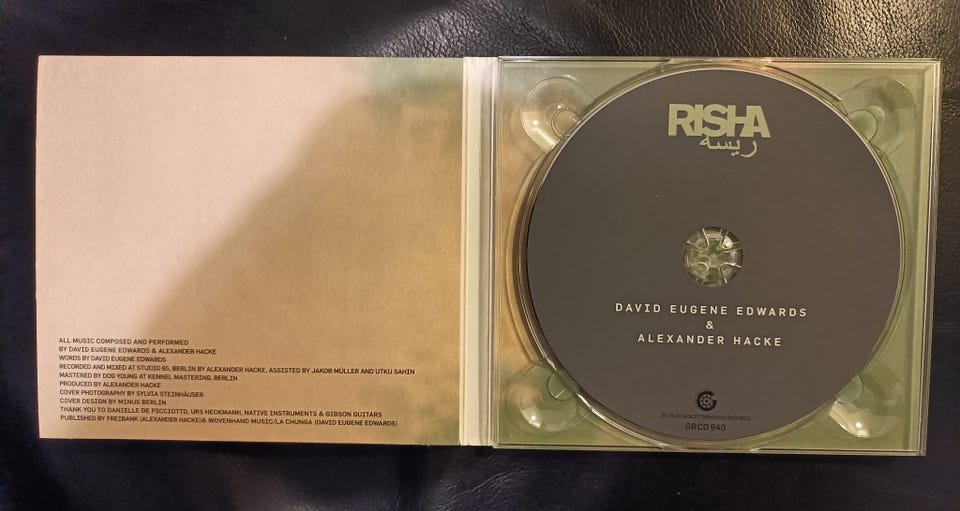 ALL MUSIC COMPOSED AND PERFORMED
BY DAVID EUGENE EDWARDS & ALEXANDER HACKE
WORDS BY DAVID EUGENE EDWARDS
RECORDED AND MIXED AT STUDIO 65, BERLIN BY ALEXANDER HACKE, ASSISTED BY JAKOB MÜLLER AND UTKU SAHIN
MASTERED BY DOG YOUNG AT KENNEL MASTERING, BERLIN
PRODUCED BY ALEXANDER HACKE
COVER PHOTOGRAPHY BY SYLVIA STEINHÄUSER
COVER DESIGN BY MINUS BERLIN
THANK YOU TO DANIELLE DE PICCIOTTO, URS HECKMANN, NATIVE INSTRUMENTS & GIBSON GUITARS
PUBLISHED BY FREIBANK (ALEXANDER HACKE)& WOVENHAND MUSIC/LA CHUNGA (DAVID EUGENE EDWARDS)
RISHA
ريسه
DAVID EUGENE EDWARDS
&
ALEXANDER HACKE
GLITTERHOUSE RECORDS
GRCD 940